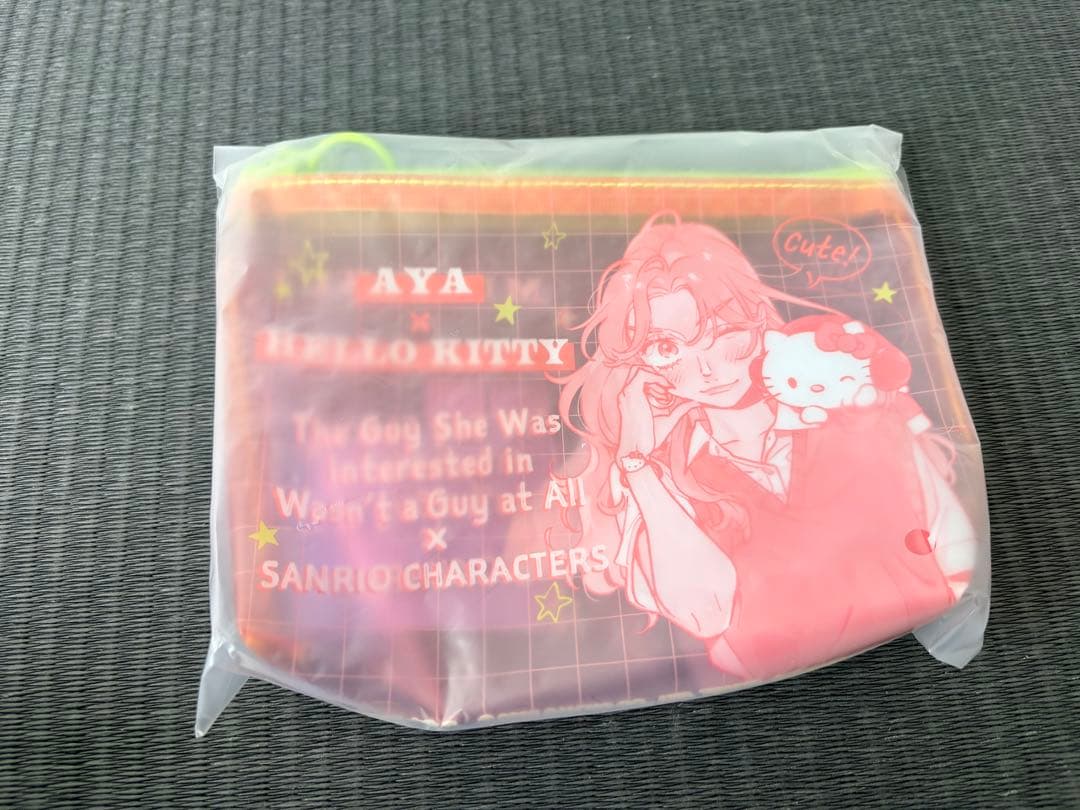 AYA
×
HELLO KITTY
The Guy She Was
Interested in
Wasn't a Guy at All
×
SANRIO CHARACTERS
Cute!